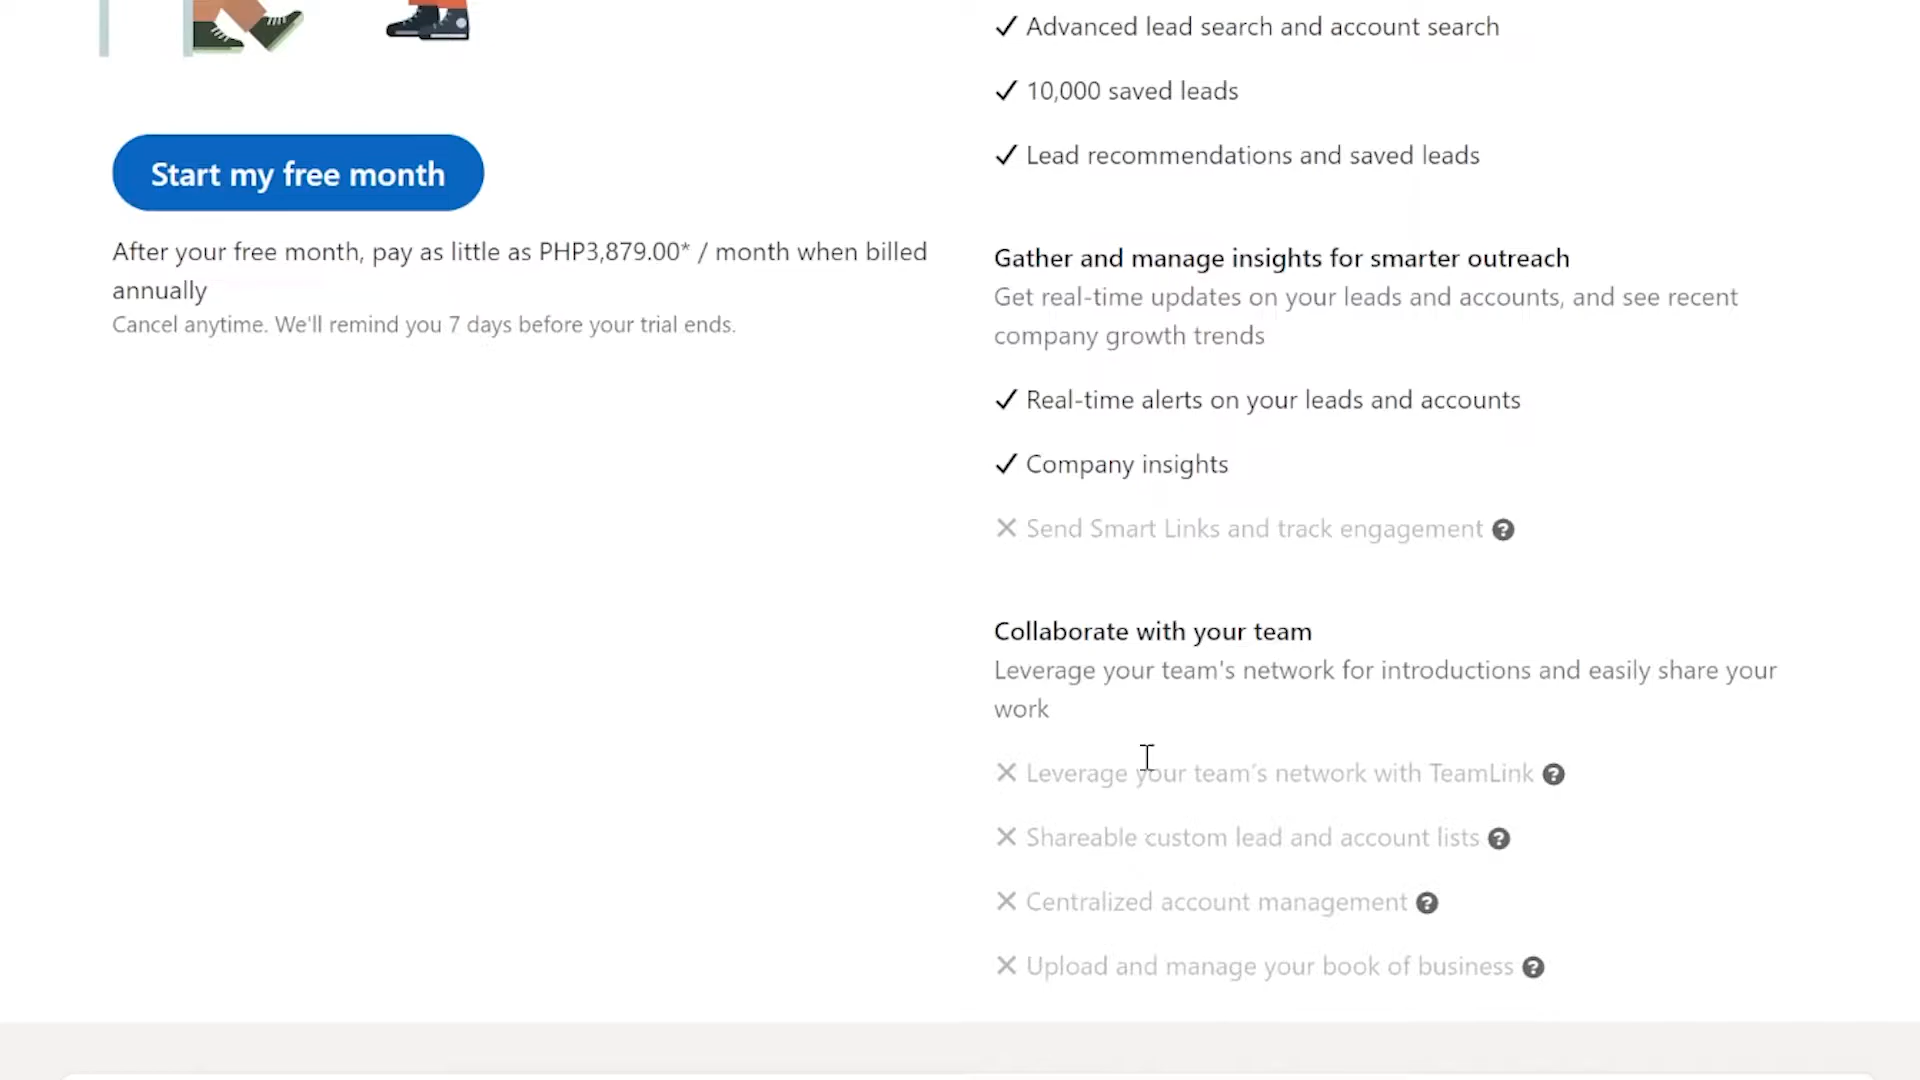 Start my free month
After your free month, pay as little as PHP3,879.00* / month when billed
annually
Cancel anytime. We'll remind you 7 days before your trial ends.
✓ Advanced lead search and account search
✓ 10,000 saved leads
✓ Lead recommendations and saved leads
Gather and manage insights for smarter outreach
Get real-time updates on your leads and accounts, and see recent
company growth trends
✓ Real-time alerts on your leads and accounts
✓ Company insights
✕ Send Smart Links and track engagement ?
Collaborate with your team
Leverage your team's network for introductions and easily share your
work
✕ Leverage your team's network with TeamLink ?
✕ Shareable custom lead and account lists ?
✕ Centralized account management ?
✕ Upload and manage your book of business ?